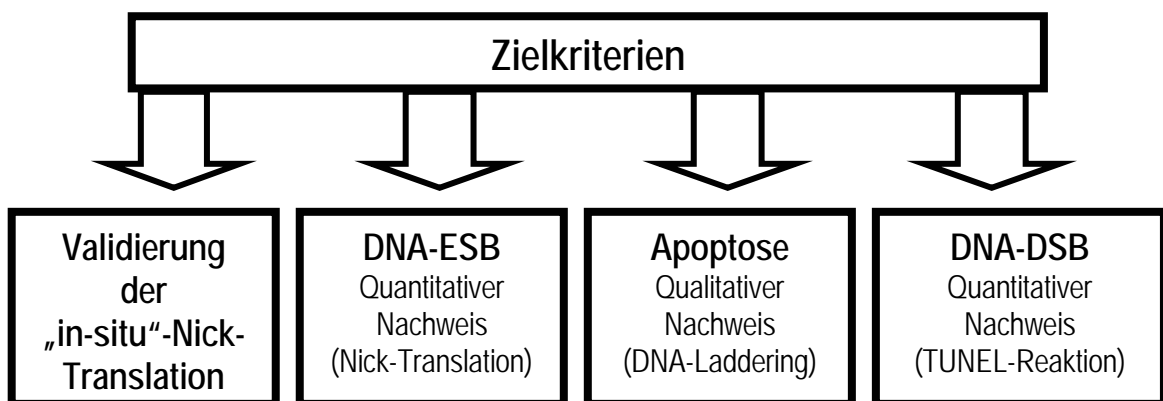 Zielkriterien
Validierung
der
„in-situ“-Nick-
Translation
DNA-ESB
Quantitativer
Nachweis
(Nick-Translation)
Apoptose
Qualitativer
Nachweis
(DNA-Laddering)
DNA-DSB
Quantitativer
Nachweis
(TUNEL-Reaktion)